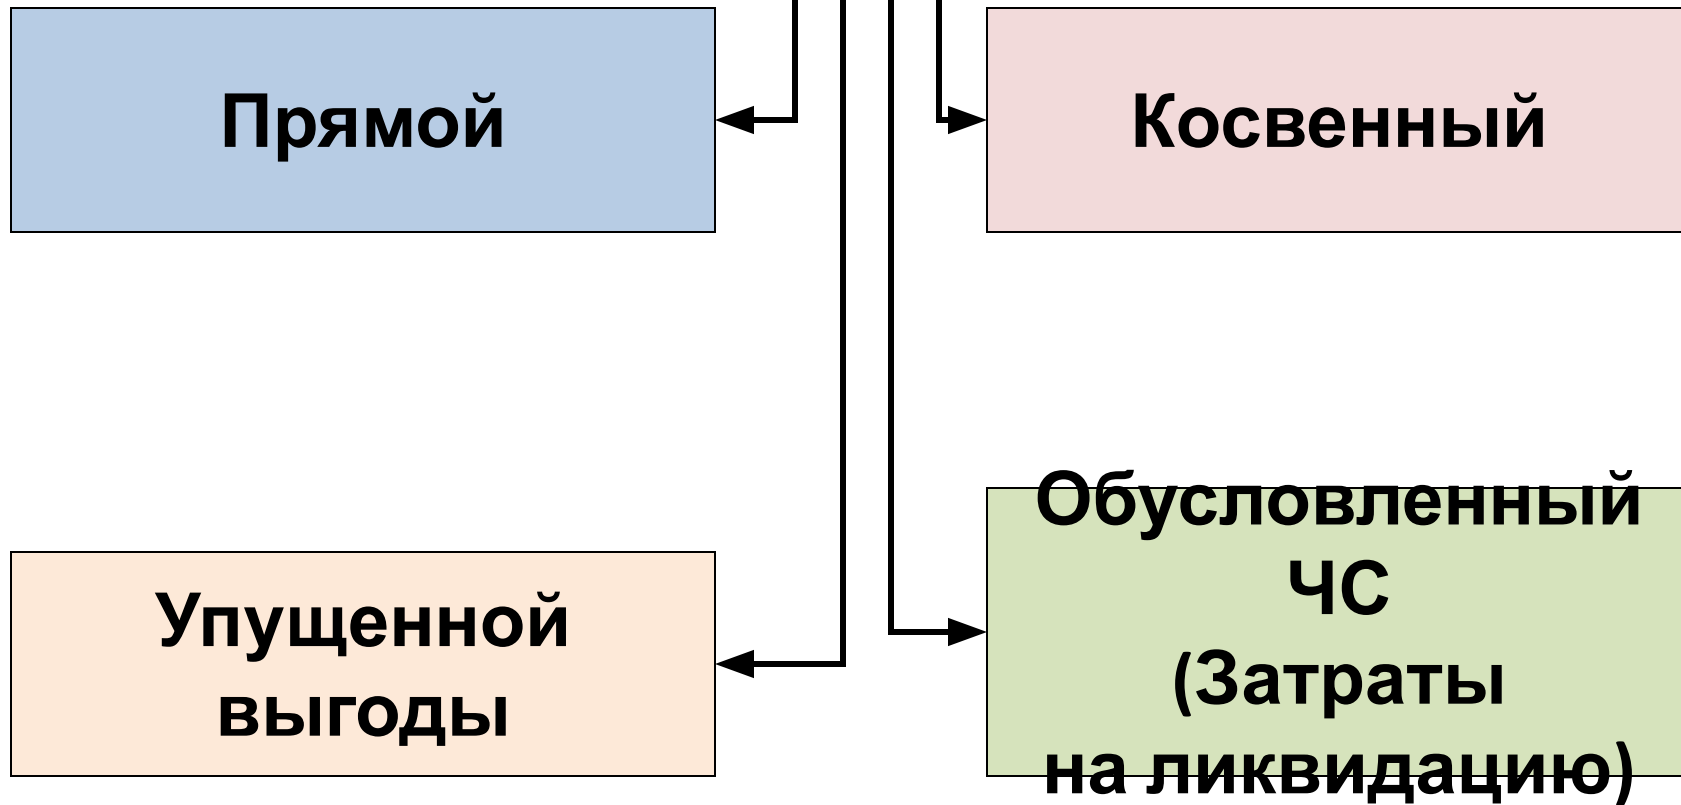 Прямой
Косвенный
Упущенной
выгоды
Обусловленный
ЧС
(Затраты
на ликвидацию)